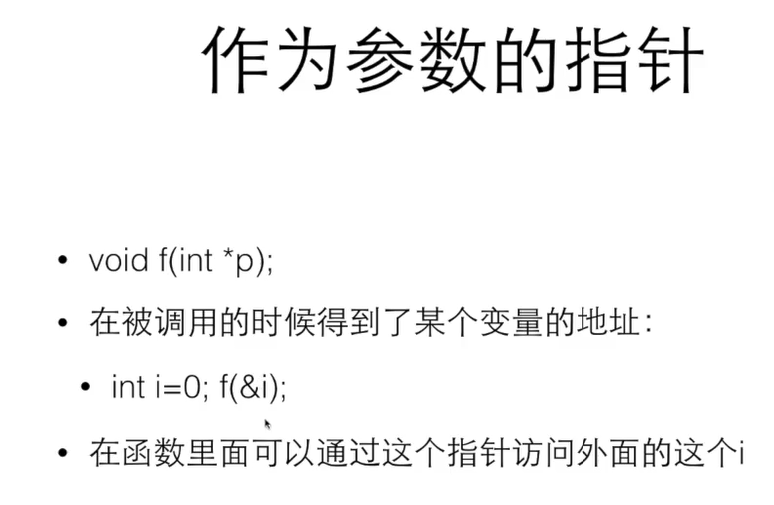 作为参数的指针
• void f(int *p);
• 在被调用的时候得到了某个变量的地址：
• int i=0; f(&i);
• 在函数里面可以通过这个指针访问外面的这个i